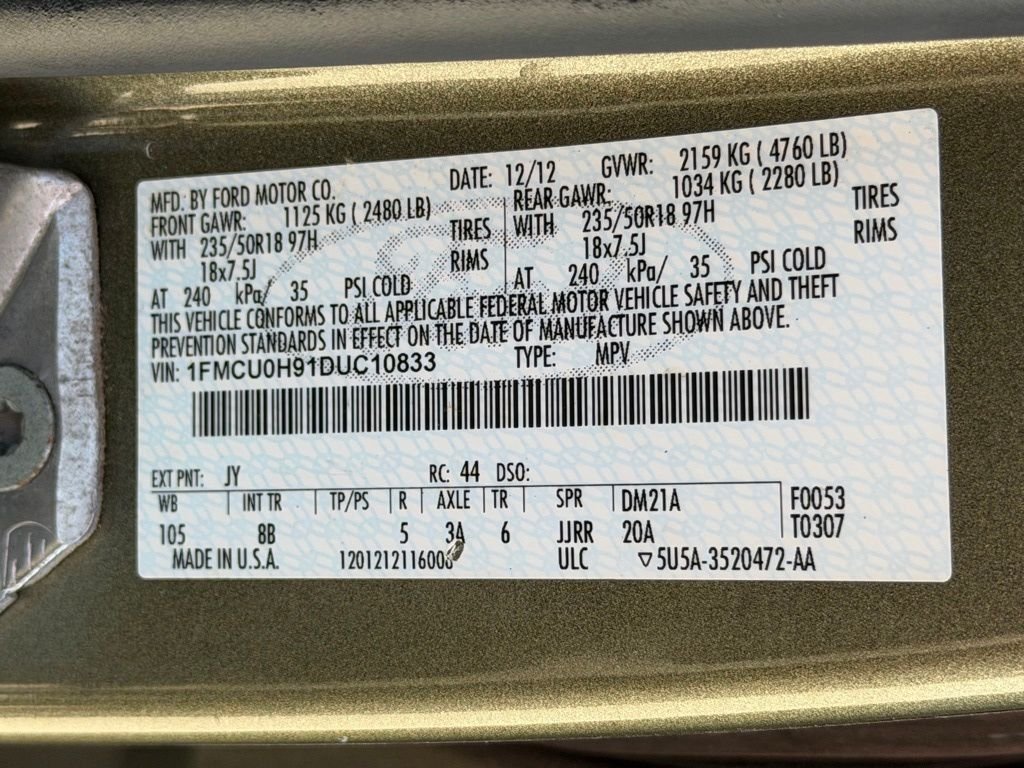 MFD. BY FORD MOTOR CO. DATE: 12/12 GVWR: 2159 KG ( 4760 LB)
FRONT GAWR: 1125 KG ( 2480 LB) REAR GAWR: 1034 KG ( 2280 LB)
WITH 235/50R18 97H TIRES WITH 235/50R18 97H TIRES
18x7.5J RIMS 18x7.5J RIMS
AT 240 kPa/ 35 PSI COLD AT 240 kPa/ 35 PSI COLD
THIS VEHICLE CONFORMS TO ALL APPLICABLE FEDERAL MOTOR VEHICLE SAFETY AND THEFT
PREVENTION STANDARDS IN EFFECT ON THE DATE OF MANUFACTURE SHOWN ABOVE.
VIN: 1FMCU0H91DUC10833 TYPE: MPV
EXT PNT: JY RC: 44 DSO:
WB INT TR TP/PS R AXLE TR SPR DM21A F0053
105 8B 5 3A 6 JJRR 20A T0307
MADE IN U.S.A. 1201212116008 ULC ▽5U5A-3520472-AA